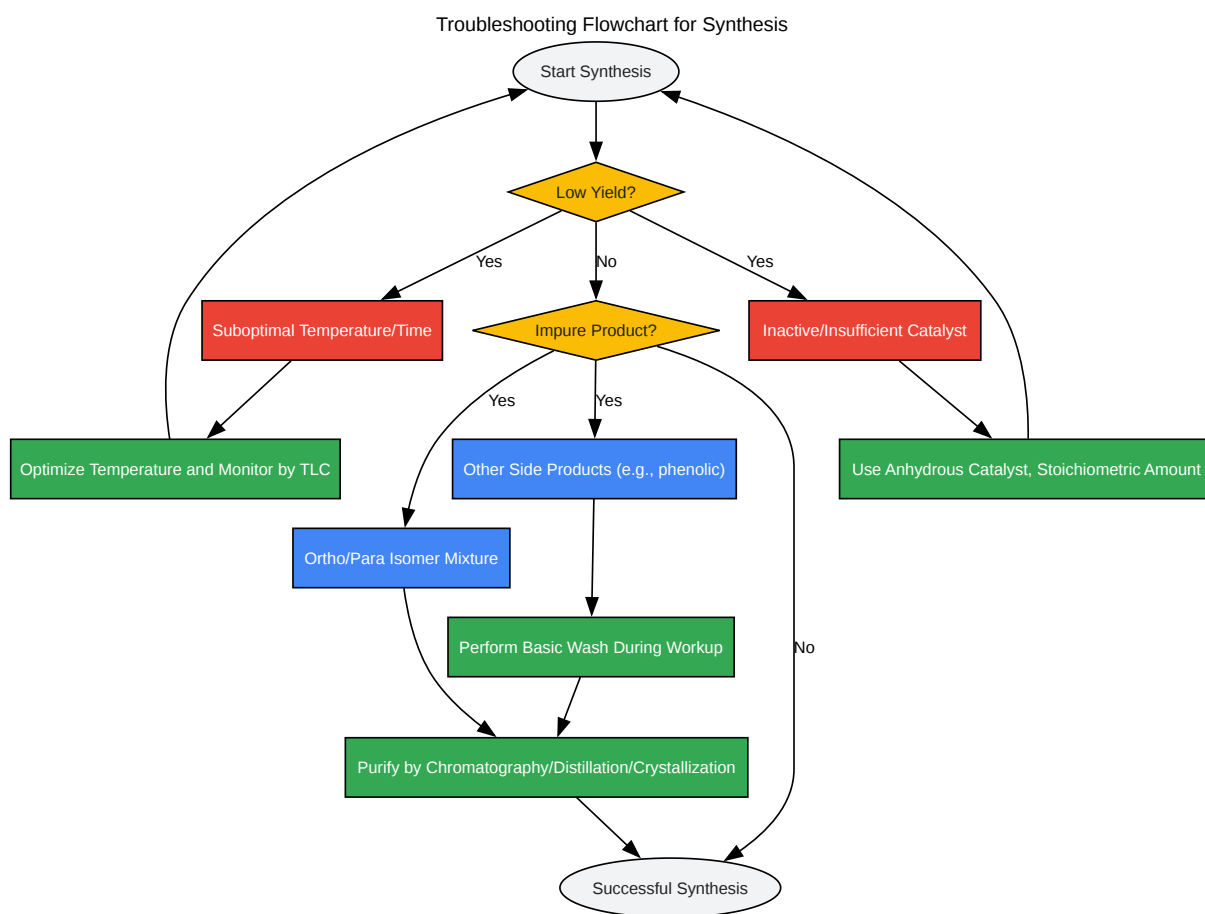 Troubleshooting Flowchart for Synthesis
Start Synthesis
Low Yield?
Yes
No
Yes
Suboptimal Temperature/Time
Impure Product?
Inactive/Insufficient Catalyst
Yes
Yes
Optimize Temperature and Monitor by TLC
Other Side Products (e.g., phenolic)
Use Anhydrous Catalyst, Stoichiometric Amount
Ortho/Para Isomer Mixture
Perform Basic Wash During Workup
No
Purify by Chromatography/Distillation/Crystallization
Successful Synthesis